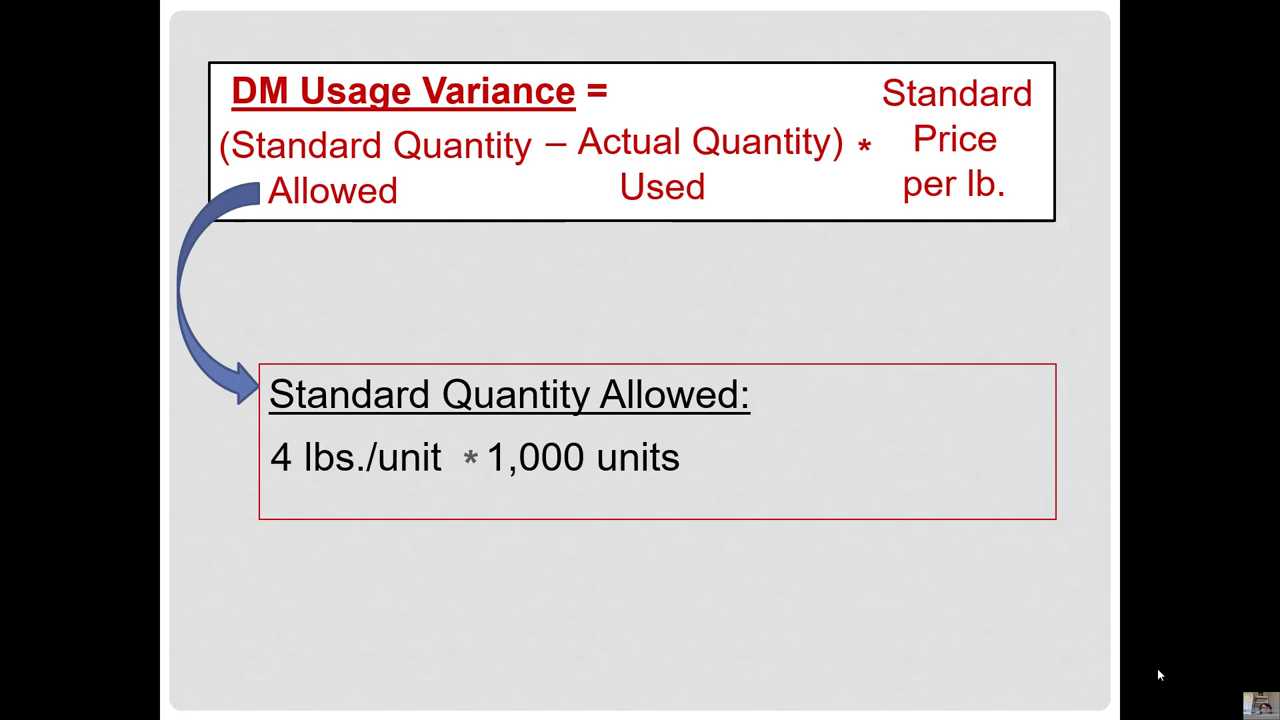 DM Usage Variance =
(Standard Quantity – Actual Quantity) *
Allowed Used
Standard
Price
per lb.
Standard Quantity Allowed:
4 lbs./unit * 1,000 units